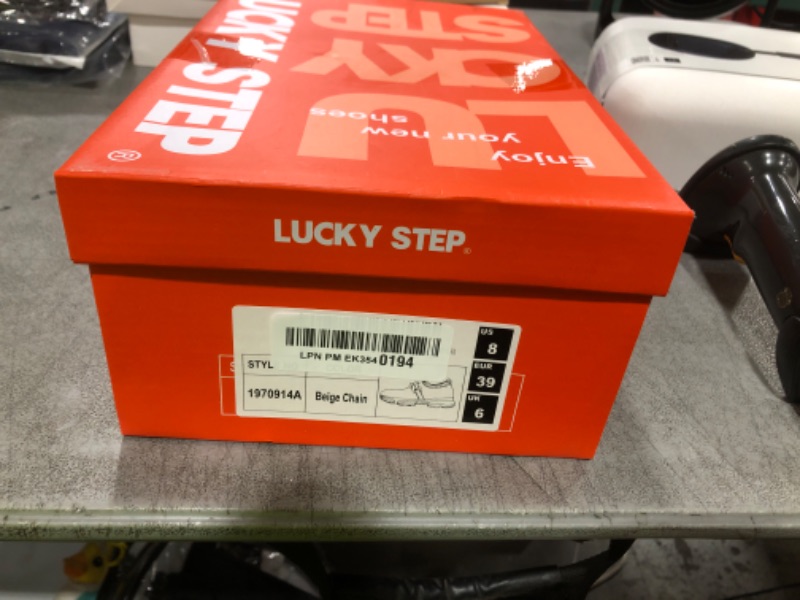 LUCKY STEP
®
LUCKY
STEP
Enjoy
your new
shoes
LUCKY STEP®
LPN PM EK354 0194
STYL
1970914A
Beige Chain
US
8
EUR
39
UK
6